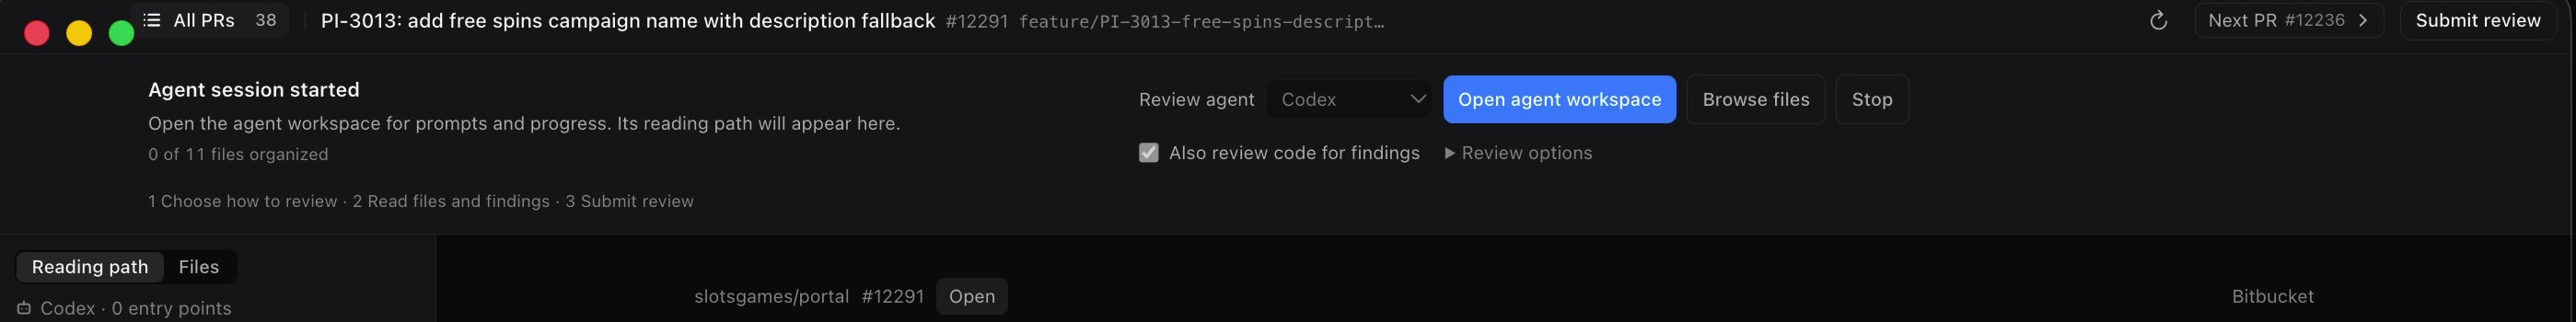 All PRs 38 PI-3013: add free spins campaign name with description fallback #12291 feature/PI-3013-free-spins-descript… Next PR #12236 Submit review
Agent session started
Open the agent workspace for prompts and progress. Its reading path will appear here.
0 of 11 files organized
1 Choose how to review · 2 Read files and findings · 3 Submit review
Review agent Codex Open agent workspace Browse files Stop
Also review code for findings Review options
Reading path Files
Codex · 0 entry points
slotsgames/portal #12291 Open Bitbucket